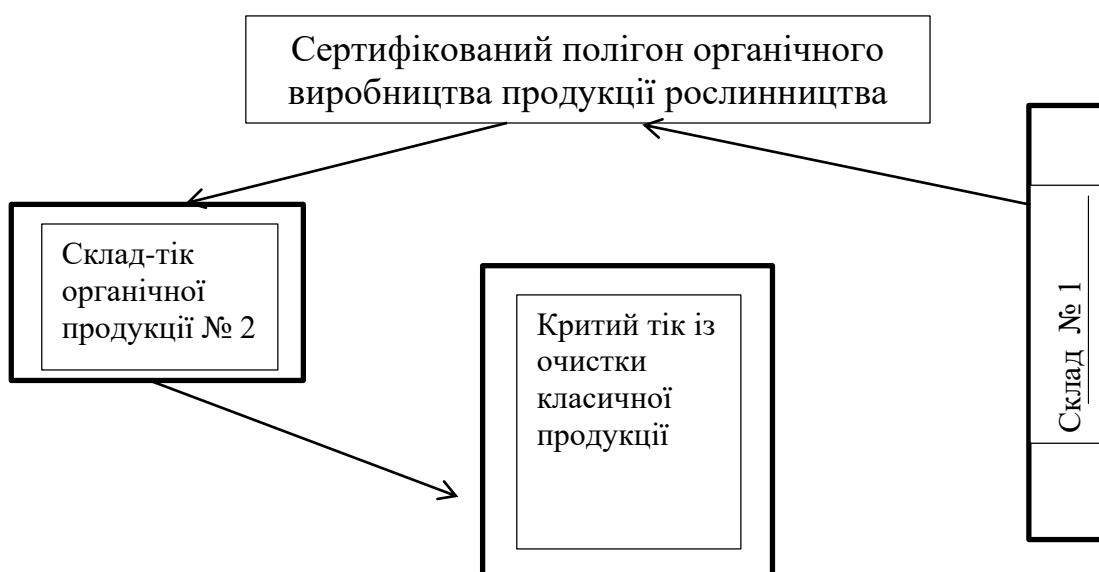 Сертифікований полігон органічного
виробництва продукції рослинництва
Склад-тік
органічної
продукції № 2
Критий тік із
очистки
класичної
продукції
Склад № 1